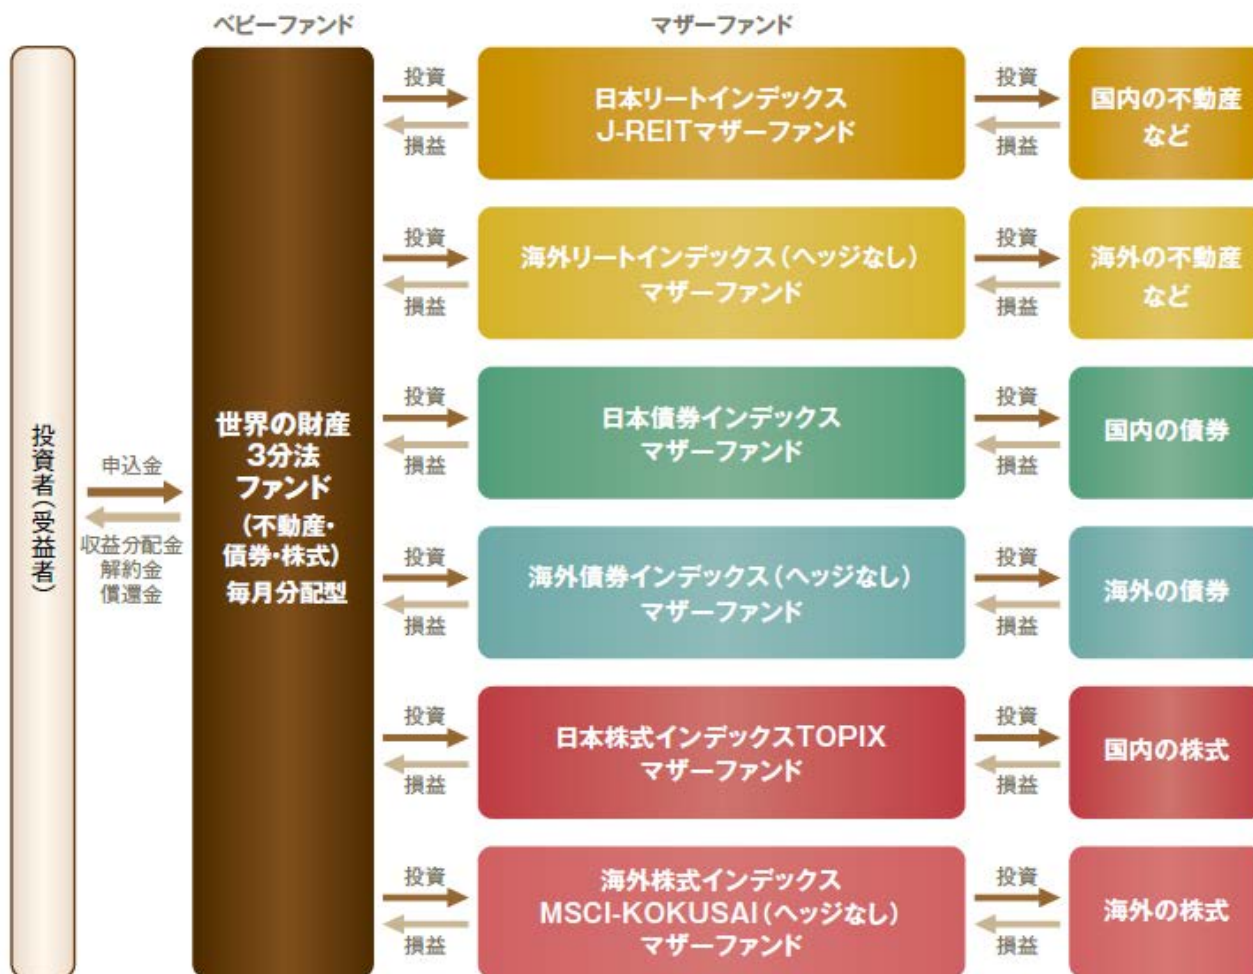 ベビーファンド
マザーファンド
投資者(受益者)
申込金
収益分配金
解約金
償還金
世界の財産
3分法
ファンド
(不動産・
債券・株式)
毎月分配型
投資
損益
日本リートインデックス
J-REITマザーファンド
投資
損益
国内の不動産
など
投資
損益
海外リートインデックス(ヘッジなし)
マザーファンド
投資
損益
海外の不動産
など
投資
損益
日本債券インデックス
マザーファンド
投資
損益
国内の債券
投資
損益
海外債券インデックス(ヘッジなし)
マザーファンド
投資
損益
海外の債券
投資
損益
日本株式インデックスTOPIX
マザーファンド
投資
損益
国内の株式
投資
損益
海外株式インデックス
MSCI-KOKUSAI(ヘッジなし)
マザーファンド
投資
損益
海外の株式